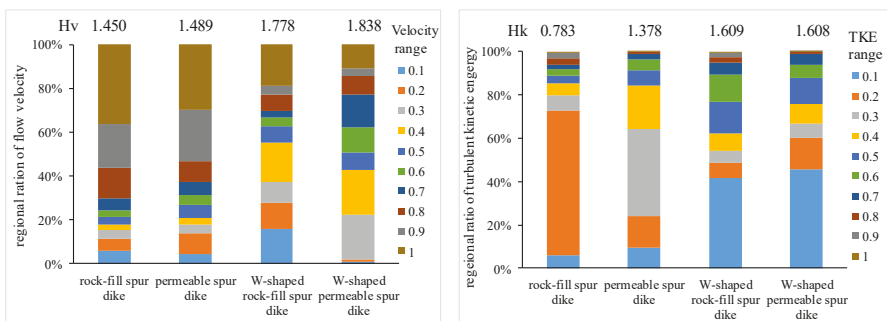 Hv 1.450 1.489 1.778 1.838 Velocity
range
100%
80%
60%
40%
20%
0%
regional ration of flow velocity
0.1
0.2
0.3
0.4
0.5
0.6
0.7
0.8
0.9
1
rock-fill spur permeable spur W-shaped W-shaped
dike dike rock-fill spur permeable spur
dike dike
Hk 0.783 1.378 1.609 1.608 TKE
range
100%
80%
60%
40%
20%
0%
regeional ratio of turbulent kinetic engergy
0.1
0.2
0.3
0.4
0.5
0.6
0.7
0.8
0.9
1
rock-fill spur permeable spur W-shaped W-shaped
dike dike rock-fill spur permeable spur
dike dike